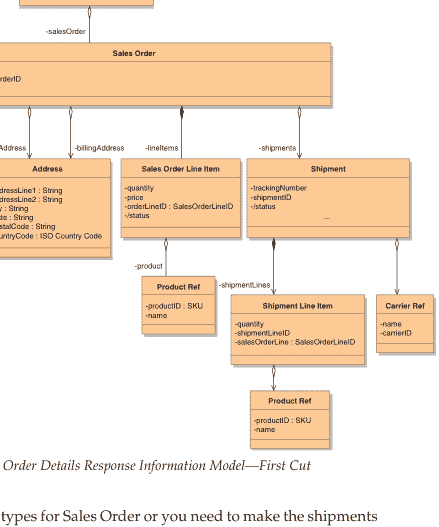 -salesOrder
Sales Order
orderID
Address
-billingAddress
-lineItems
-shipments
Address
ddressLine1 : String
ddressLine2 : String
y : String
ate : String
stalCode : String
untryCode : ISO Country Code
Sales Order Line Item
-quantity
-price
-orderLineID : SalesOrderLineID
-/status
Shipment
-trackingNumber
-shipmentID
-/status
...
-product
Product Ref
-productID : SKU
-name
-shipmentLines
Shipment Line Item
-quantity
-shipmentLineID
-salesOrderLine : SalesOrderLineID
Carrier Ref
-name
-carrierID
Product Ref
-productID : SKU
-name
Order Details Response Information Model—First Cut
types for Sales Order or you need to make the shipments